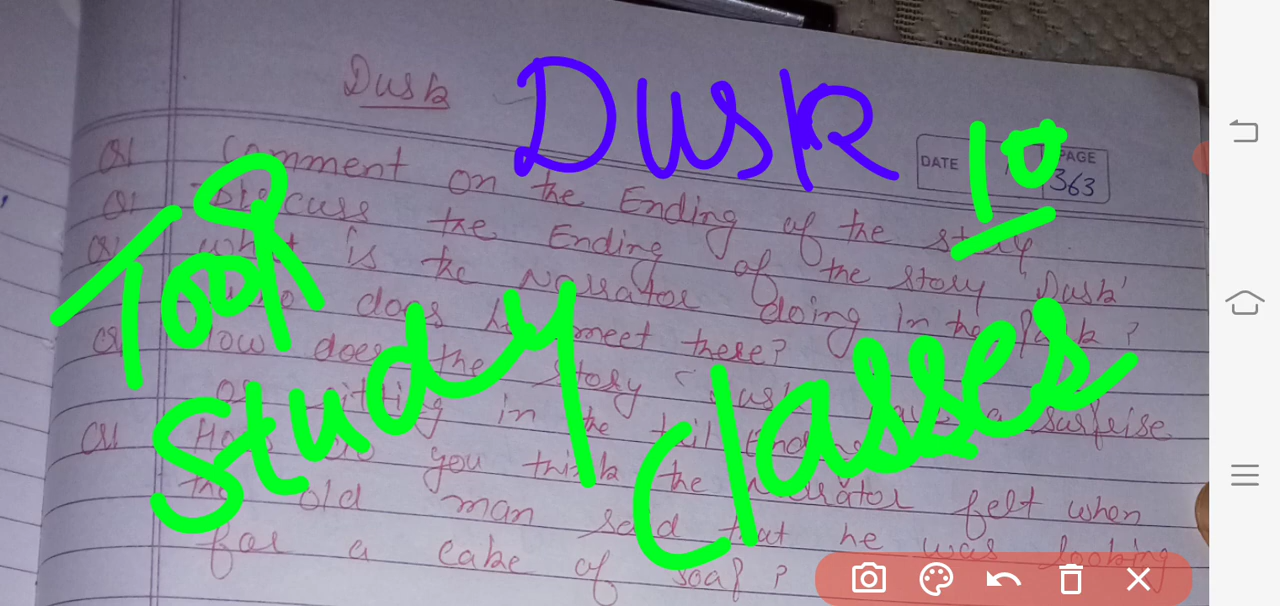 Dusk
DUSK
DATE
PAGE
10
363
Q1 Comment on the Ending of the story
Q1 Discuss the Ending of the story 'Dusk'
Q1 What is the Narrator doing in the Park?
Who does he meet there?
Q1 How does the story 'Dusk' a surprise
or sitting in the tail Ending
Q1 How do you think the narrator felt when
the old man said that he was looking
for a cake of soap?
Top
Study
Classes